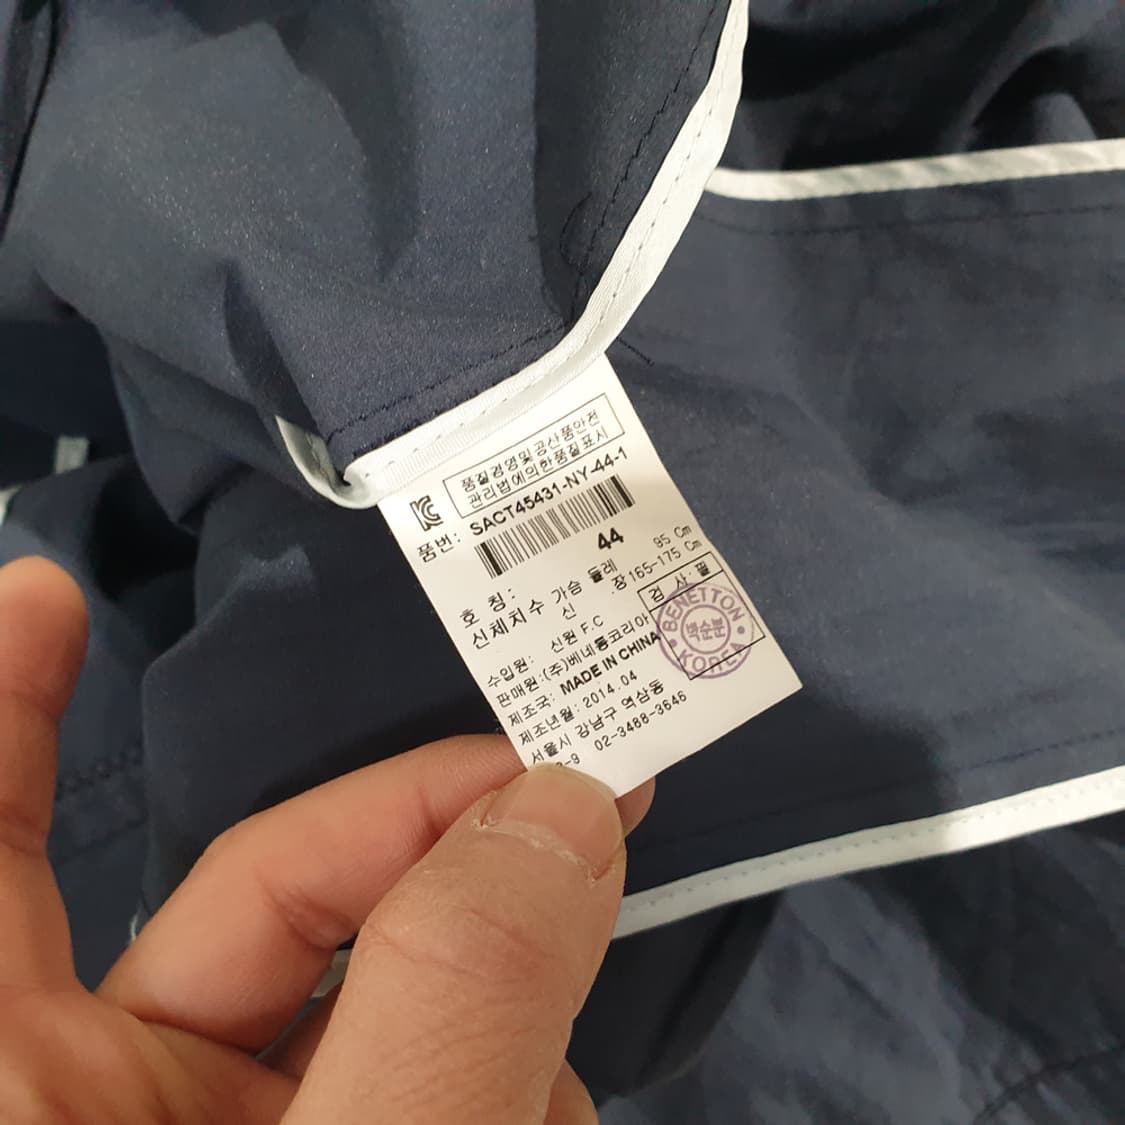 품질경영및공산품안전
관리법에의한품질표시
품번: SACT45431-NY-44-1
호 칭: 44
신체치수 가슴 둘레 95 Cm
신 장 165-175 Cm
검 사 필
수입원: 신원 F.C
판매원:(주)베네통코리아
제조국: MADE IN CHINA
제조년월: 2014.04
서울시 강남구 역삼동
-9 02-3488-3646
BENETTON
KOREA